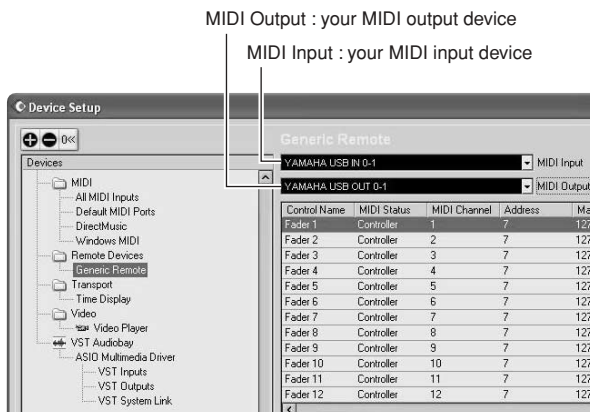 MIDI Output : your MIDI output device
MIDI Input : your MIDI input device
Device Setup
Generic Remote
Devices
YAMAHA USB IN 0-1
MIDI Input
YAMAHA USB OUT 0-1
MIDI Output
MIDI
All MIDI Inputs
Default MIDI Ports
DirectMusic
Windows MIDI
Remote Devices
Generic Remote
Transport
Time Display
Video
Video Player
VST Audiobay
ASIO Multimedia Driver
VST Inputs
VST Outputs
VST System Link
Control Name MIDI Status MIDI Channel Address Ma
Fader 1 Controller 1 7 127
Fader 2 Controller 2 7 127
Fader 3 Controller 3 7 127
Fader 4 Controller 4 7 127
Fader 5 Controller 5 7 127
Fader 6 Controller 6 7 127
Fader 7 Controller 7 7 127
Fader 8 Controller 8 7 127
Fader 9 Controller 9 7 127
Fader 10 Controller 10 7 127
Fader 11 Controller 11 7 127
Fader 12 Controller 12 7 127